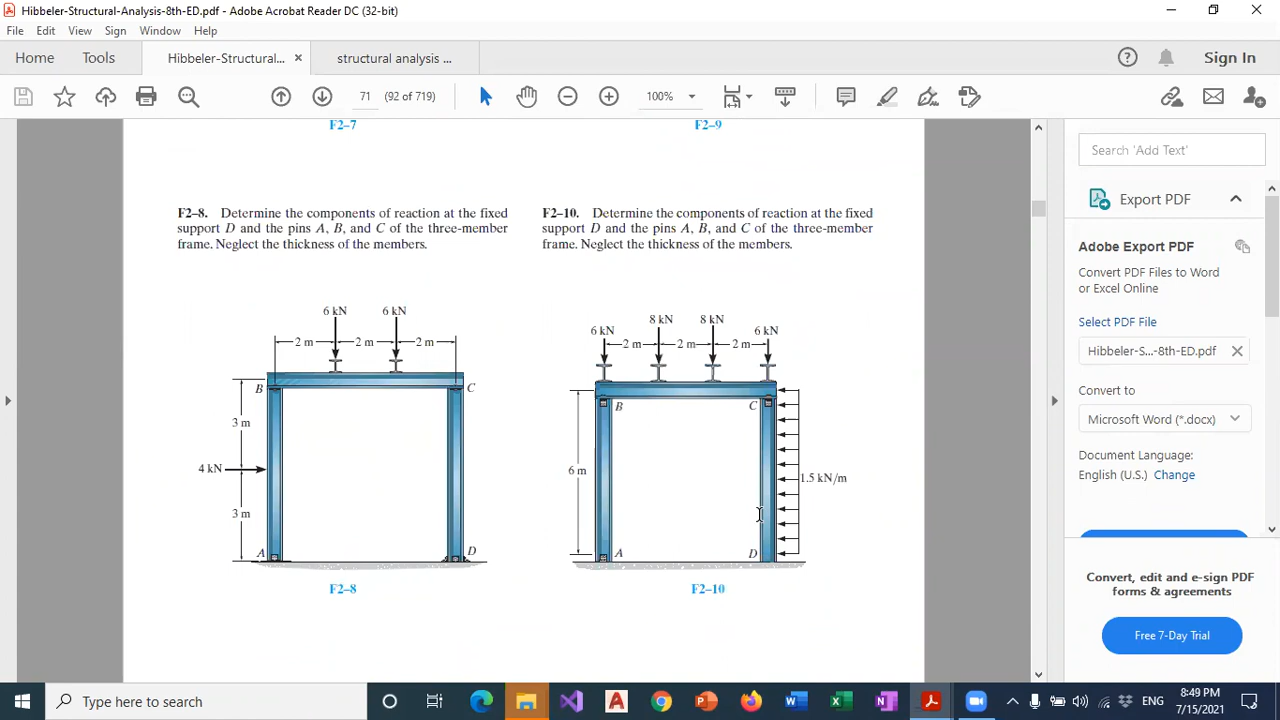 Hibbeler-Structural-Analysis-8th-ED.pdf - Adobe Acrobat Reader DC (32-bit)
File Edit View Sign Window Help
Home Tools Hibbeler-Structural... × structural analysis ... Sign In
71 (92 of 719) 100%
F2–7 F2–9
F2–8. Determine the components of reaction at the fixed
support D and the pins A, B, and C of the three-member
frame. Neglect the thickness of the members.
6 kN 6 kN
2 m 2 m 2 m
B C
3 m
4 kN
3 m
A D
F2–8
F2–10. Determine the components of reaction at the fixed
support D and the pins A, B, and C of the three-member
frame. Neglect the thickness of the members.
8 kN 8 kN
6 kN 6 kN
2 m 2 m 2 m
B C
6 m
1.5 kN/m
A D
F2–10
Search 'Add Text'
Export PDF
Adobe Export PDF
Convert PDF Files to Word
or Excel Online
Select PDF File
Hibbeler-S...-8th-ED.pdf ×
Convert to
Microsoft Word (*.docx)
Document Language:
English (U.S.) Change
Convert, edit and e-sign PDF
forms & agreements
Free 7-Day Trial
Type here to search
ENG
8:49 PM
7/15/2021